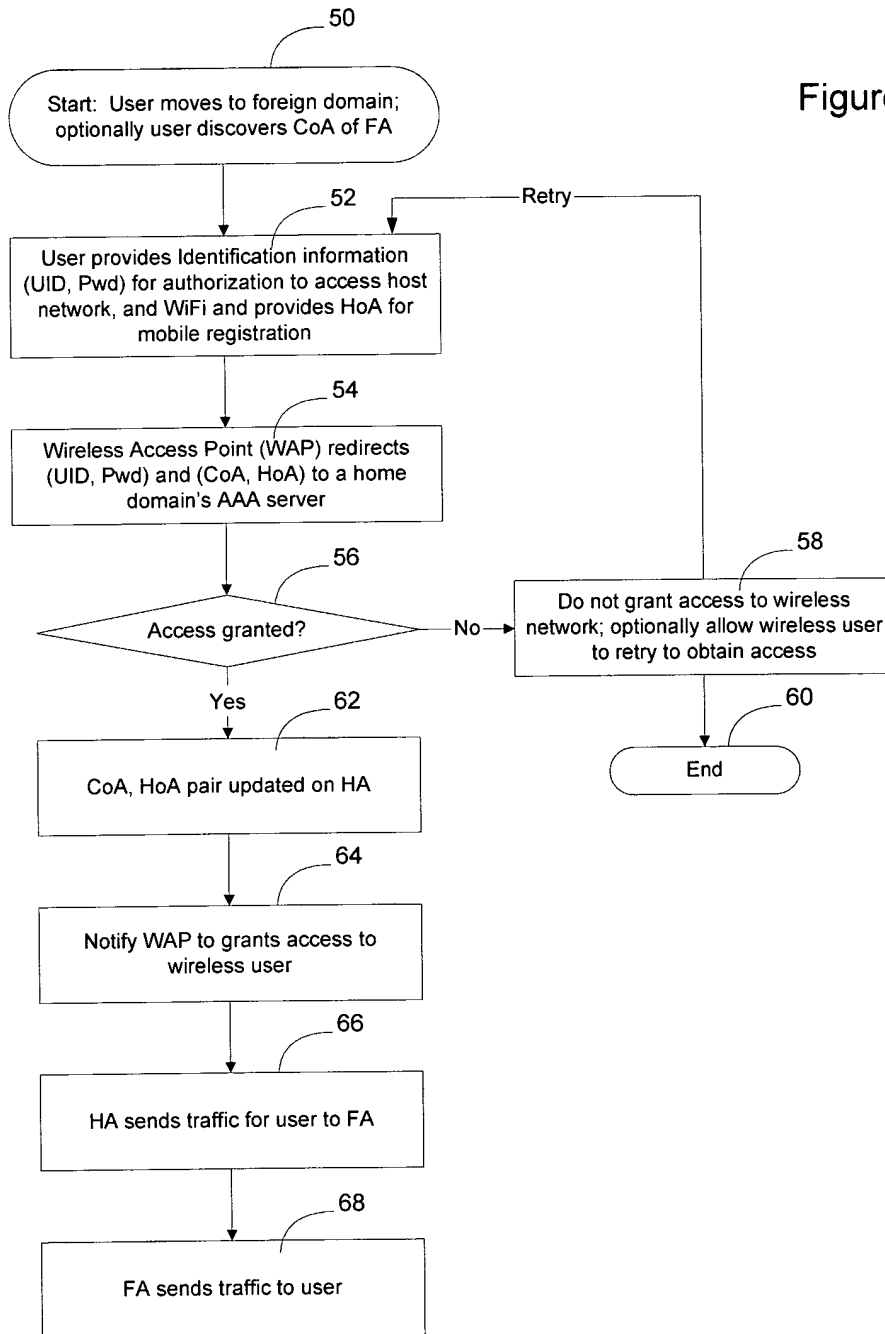 50
Start: User moves to foreign domain;
optionally user discovers CoA of FA
Figure
52
Retry
User provides Identification information
(UID, Pwd) for authorization to access host
network, and WiFi and provides HoA for
mobile registration
54
Wireless Access Point (WAP) redirects
(UID, Pwd) and (CoA, HoA) to a home
domain's AAA server
56
Access granted?
No
58
Do not grant access to wireless
network; optionally allow wireless user
to retry to obtain access
60
End
Yes
62
CoA, HoA pair updated on HA
64
Notify WAP to grants access to
wireless user
66
HA sends traffic for user to FA
68
FA sends traffic to user